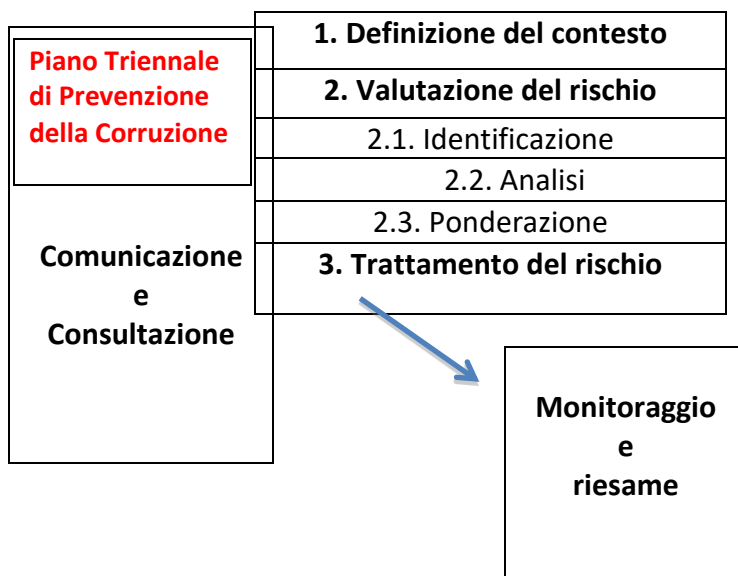 Piano Triennale
di Prevenzione
della Corruzione
Comunicazione
e
Consultazione
1. Definizione del contesto
2. Valutazione del rischio
2.1. Identificazione
2.2. Analisi
2.3. Ponderazione
3. Trattamento del rischio
Monitoraggio
e
riesame